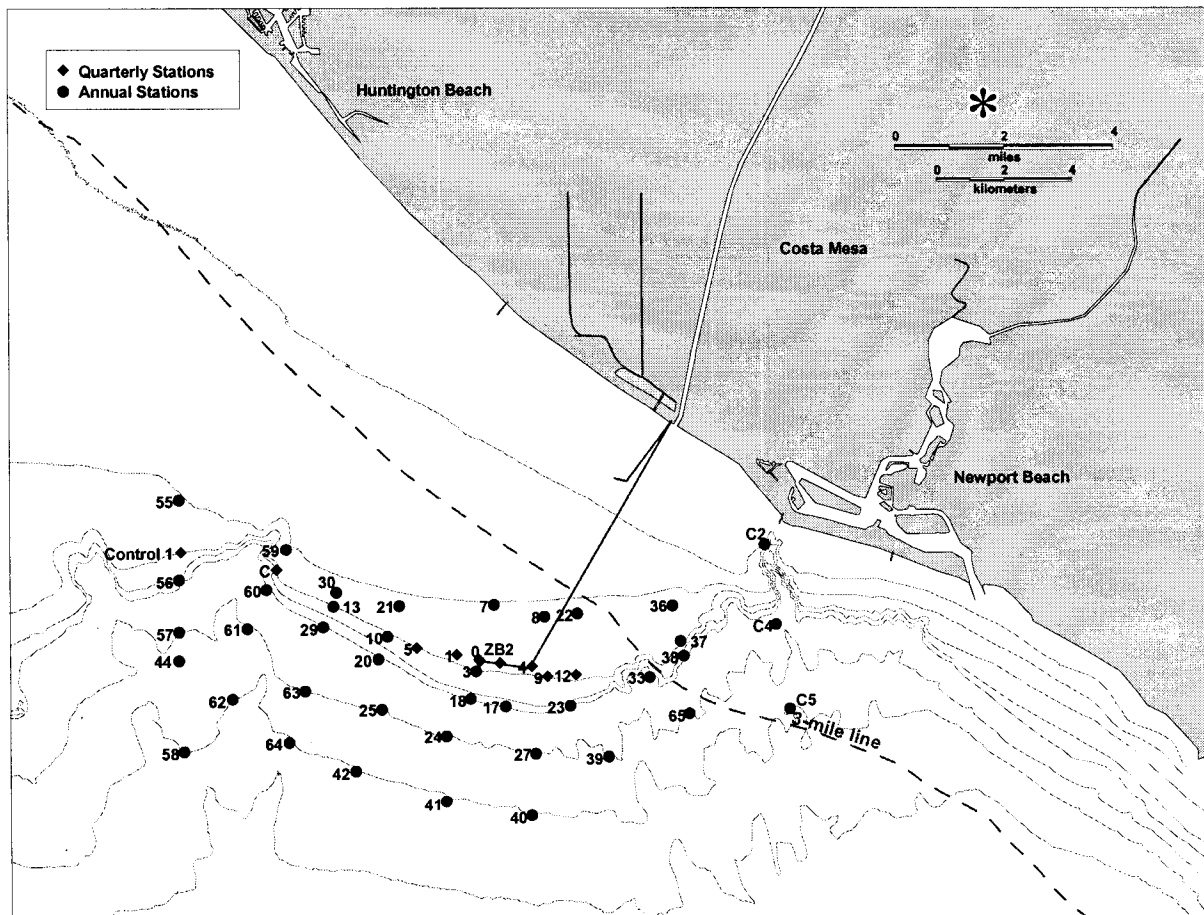 Quarterly Stations
Annual Stations
Huntington Beach
0 2 4
miles
0 2 4
kilometers
Costa Mesa
Newport Beach
55
Control 1
59
C2
C
56
60
30
13
21
7
8
22
36
C4
57
61
29
10
5
1
0 ZB2
4
37
44
20
3
9
12
38
33
62
63
25
18
17
23
65
C5
3-mile line
58
64
24
27
39
42
41
40